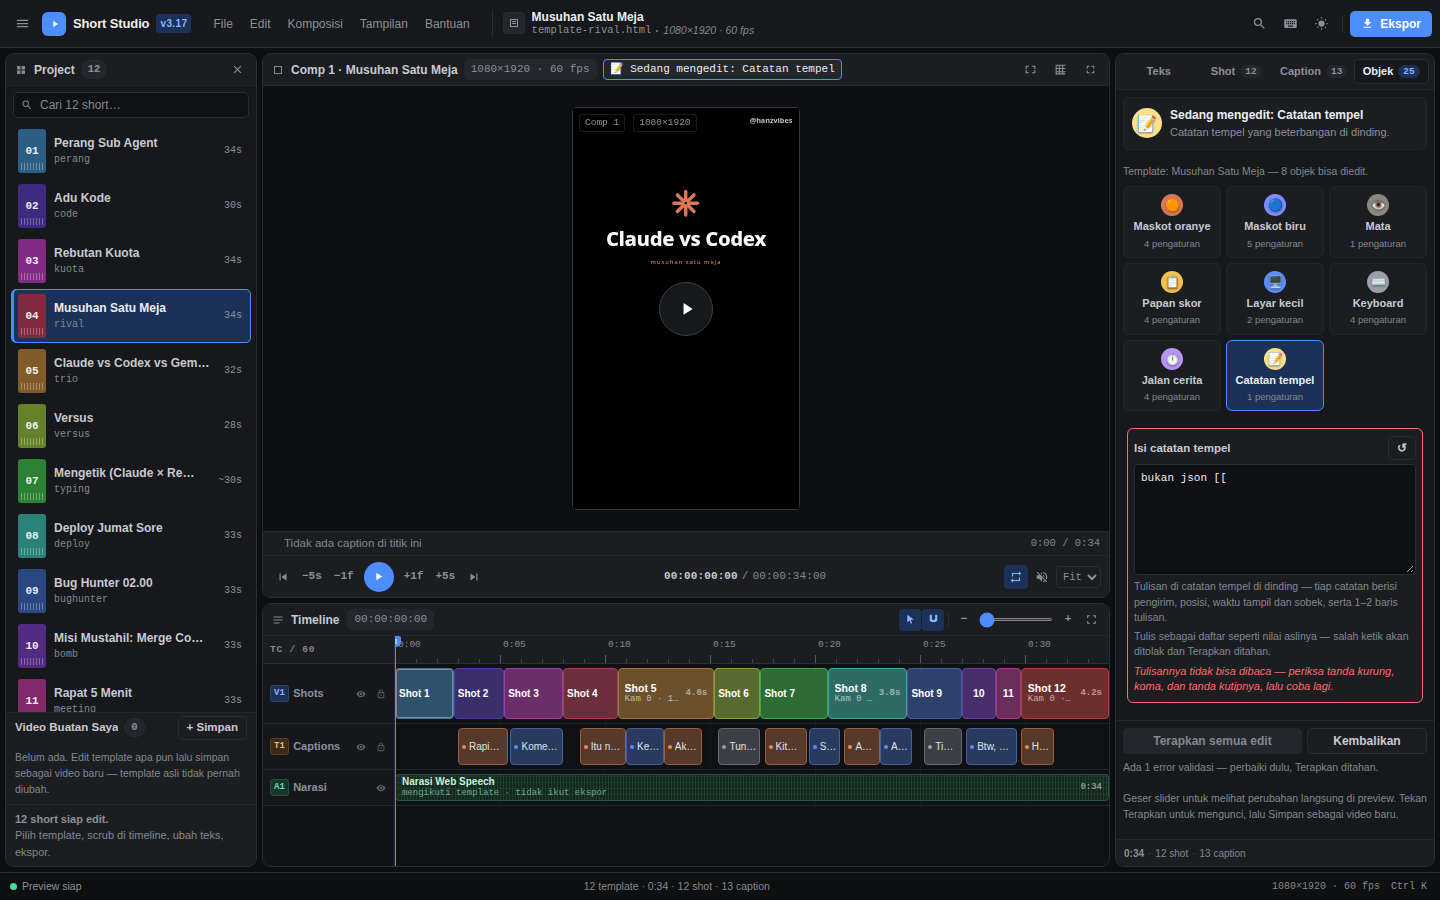 Short Studio v3.17 File Edit Komposisi Tampilan Bantuan
Musuhan Satu Meja
template-rival.html · 1080×1920 · 60 fps
Ekspor
Project 12
Cari 12 short…
01 Perang Sub Agent 34s
perang
02 Adu Kode 30s
code
03 Rebutan Kuota 34s
kuota
04 Musuhan Satu Meja 34s
rival
05 Claude vs Codex vs Gem… 32s
trio
06 Versus 28s
versus
07 Mengetik (Claude × Re… ~30s
typing
08 Deploy Jumat Sore 33s
deploy
09 Bug Hunter 02.00 33s
bughunter
10 Misi Mustahil: Merge Co… 33s
bomb
11 Rapat 5 Menit 33s
meeting
Video Buatan Saya 0 + Simpan
Belum ada. Edit template apa pun lalu simpan
sebagai video baru — template asli tidak pernah
diubah.
12 short siap edit.
Pilih template, scrub di timeline, ubah teks,
ekspor.
Comp 1 · Musuhan Satu Meja 1080×1920 · 60 fps 📝 Sedang mengedit: Catatan tempel
Comp 1 1080×1920 @hanzvibes
Claude vs Codex
musuhan satu meja
Tidak ada caption di titik ini 0:00 / 0:34
−5s −1f +1f +5s 00:00:00:00 / 00:00:34:00 Fit
Timeline 00:00:00:00 − +
TC / 60 0:00 0:05 0:10 0:15 0:20 0:25 0:30
V1 Shots
Shot 1 Shot 2 Shot 3 Shot 4 Shot 5 4.6s Shot 6 Shot 7 Shot 8 3.8s Shot 9 10 11 Shot 12 4.2s
Kam 0 · 1… Kam 0 … Kam 0 ·…
T1 Captions
Rapi… Kome… Itu n… Ke… Ak… Tun… Kit… S… A… A… Ti… Btw, … H…
A1 Narasi
Narasi Web Speech
mengikuti template · tidak ikut ekspor 0:34
Teks Shot 12 Caption 13 Objek 25
Sedang mengedit: Catatan tempel
Catatan tempel yang beterbangan di dinding.
Template: Musuhan Satu Meja — 8 objek bisa diedit.
Maskot oranye Maskot biru Mata
4 pengaturan 5 pengaturan 1 pengaturan
Papan skor Layar kecil Keyboard
4 pengaturan 2 pengaturan 4 pengaturan
Jalan cerita Catatan tempel
4 pengaturan 1 pengaturan
Isi catatan tempel ↺
bukan json [[
Tulisan di catatan tempel di dinding — tiap catatan berisi
pengirim, posisi, waktu tampil dan sobek, serta 1–2 baris
tulisan.
Tulis sebagai daftar seperti nilai aslinya — salah ketik akan
ditolak dan Terapkan ditahan.
Tulisannya tidak bisa dibaca — periksa tanda kurung,
koma, dan tanda kutipnya, lalu coba lagi.
Terapkan semua edit Kembalikan
Ada 1 error validasi — perbaiki dulu, Terapkan ditahan.
Geser slider untuk melihat perubahan langsung di preview. Tekan
Terapkan untuk mengunci, lalu Simpan sebagai video baru.
0:34 · 12 shot · 13 caption
Preview siap 12 template · 0:34 · 12 shot · 13 caption 1080×1920 · 60 fps Ctrl K